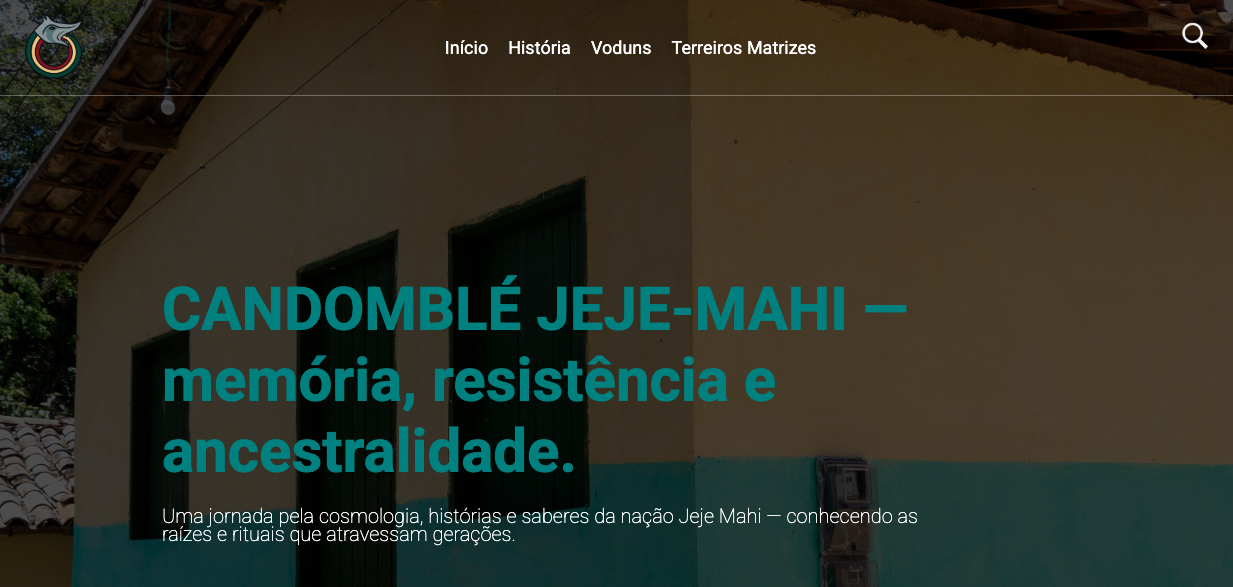 Início História Voduns Terreiros Matrizes
CANDOMBLÉ JEJE-MAHI —
memória, resistência e
ancestralidade.
Uma jornada pela cosmologia, histórias e saberes da nação Jeje Mahi — conhecendo as
raízes e rituais que atravessam gerações.